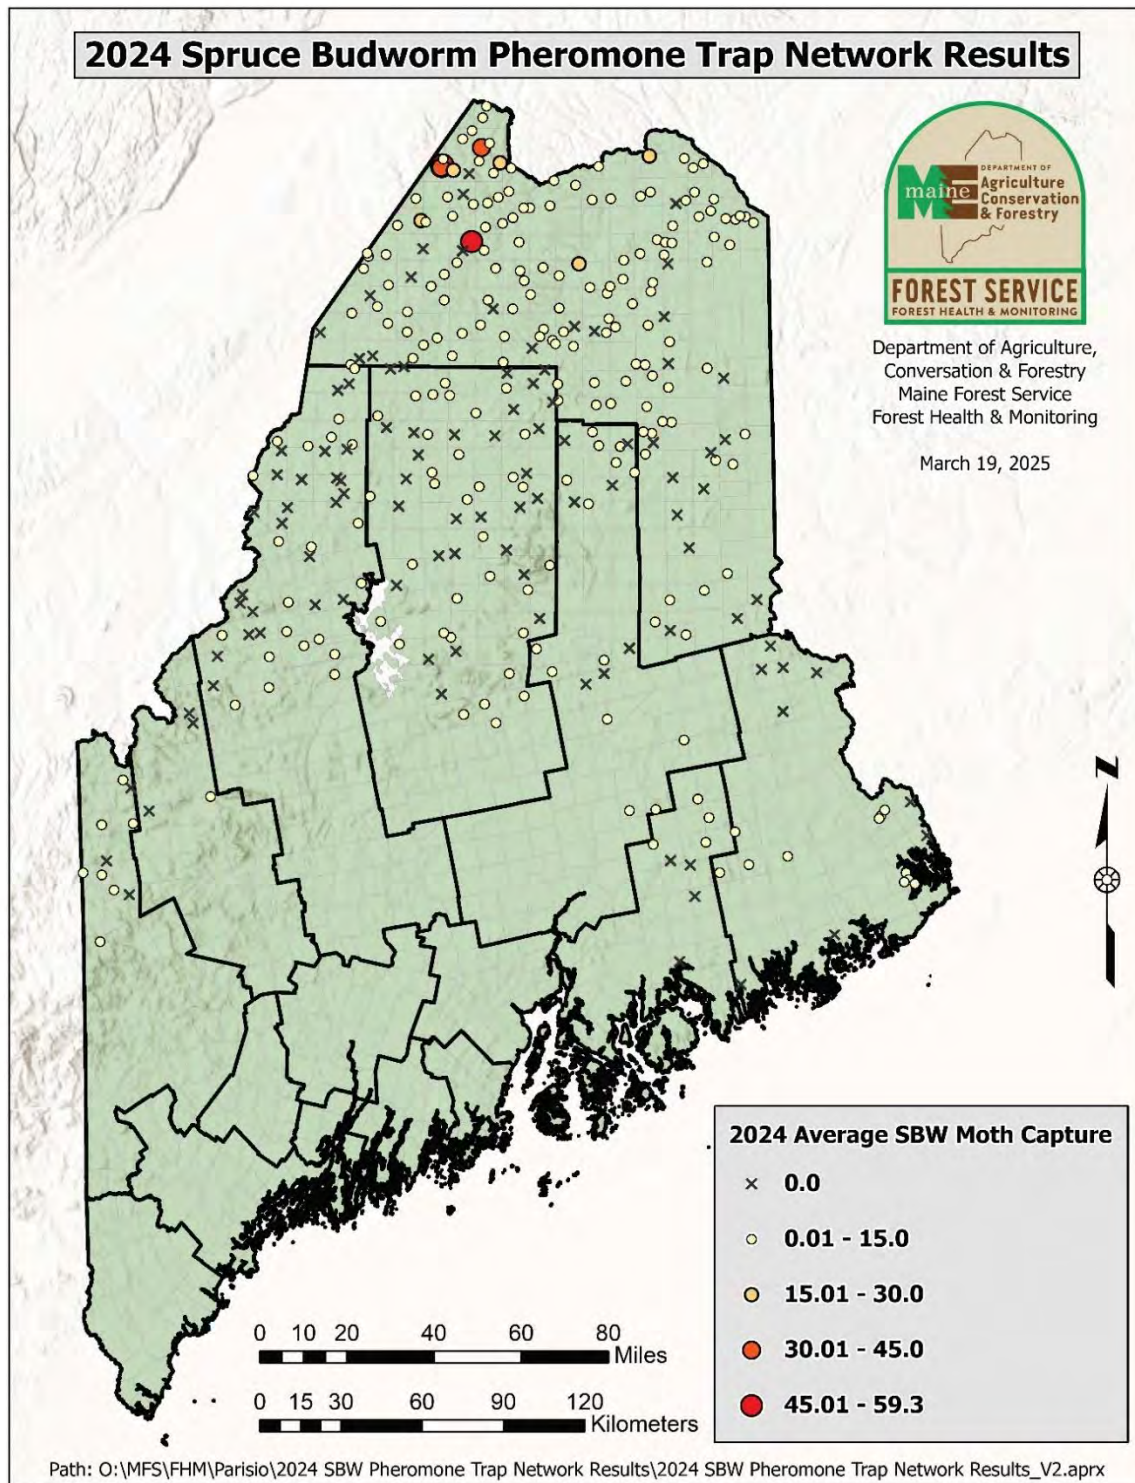 2024 Spruce Budworm Pheromone Trap Network Results
DEPARTMENT OF
maine
Agriculture
Conservation
& Forestry
FOREST SERVICE
FOREST HEALTH & MONITORING
Department of Agriculture,
Conversation & Forestry
Maine Forest Service
Forest Health & Monitoring
March 19, 2025
N
2024 Average SBW Moth Capture
0.0
0.01 - 15.0
15.01 - 30.0
30.01 - 45.0
45.01 - 59.3
0 10 20 40 60 80
Miles
0 15 30 60 90 120
Kilometers
Path: O:\MFS\FHM\Parisio\2024 SBW Pheromone Trap Network Results\2024 SBW Pheromone Trap Network Results_V2.aprx